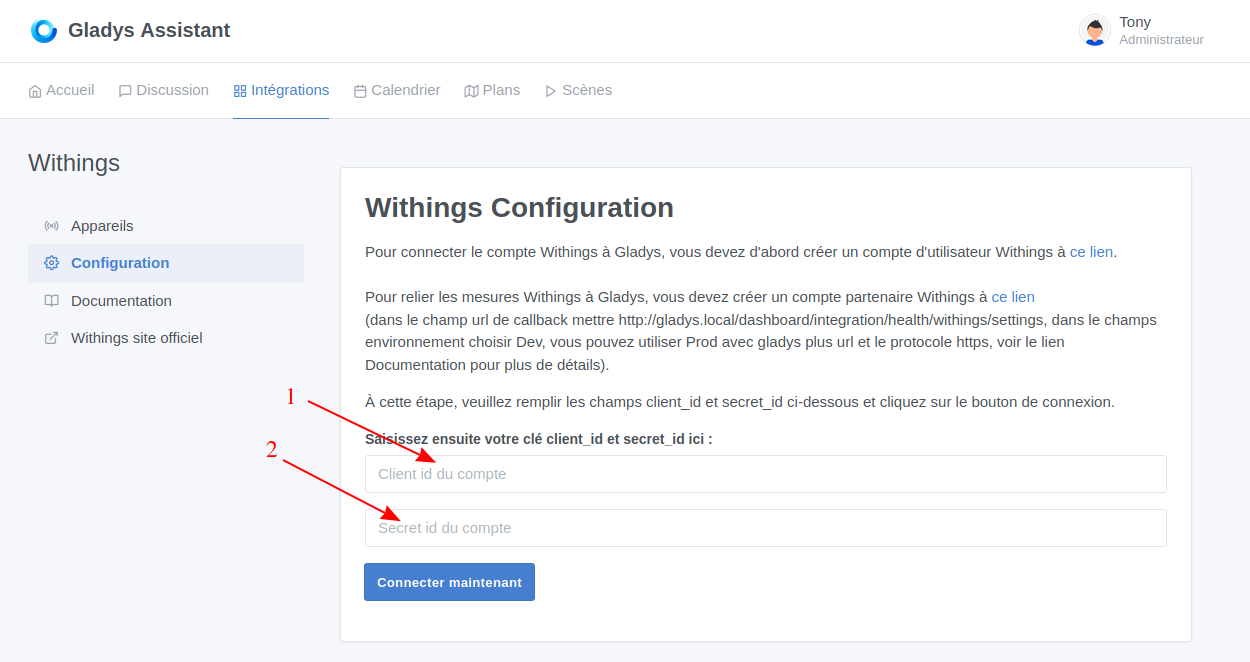 Gladys Assistant
Tony
Administrateur
Accueil
Discussion
Intégrations
Calendrier
Plans
Scènes
Withings
Appareils
Configuration
Documentation
Withings site officiel
Withings Configuration
Pour connecter le compte Withings à Gladys, vous devez d'abord créer un compte d'utilisateur Withings à ce lien.
Pour relier les mesures Withings à Gladys, vous devez créer un compte partenaire Withings à ce lien
(dans le champ url de callback mettre http://gladys.local/dashboard/integration/health/withings/settings, dans le champs
environnement choisir Dev, vous pouvez utiliser Prod avec gladys plus url et le protocole https, voir le lien
Documentation pour plus de détails).
À cette étape, veuillez remplir les champs client_id et secret_id ci-dessous et cliquez sur le bouton de connexion.
Saisissez ensuite votre clé client_id et secret_id ici :
1
Client id du compte
2
Secret id du compte
Connecter maintenant